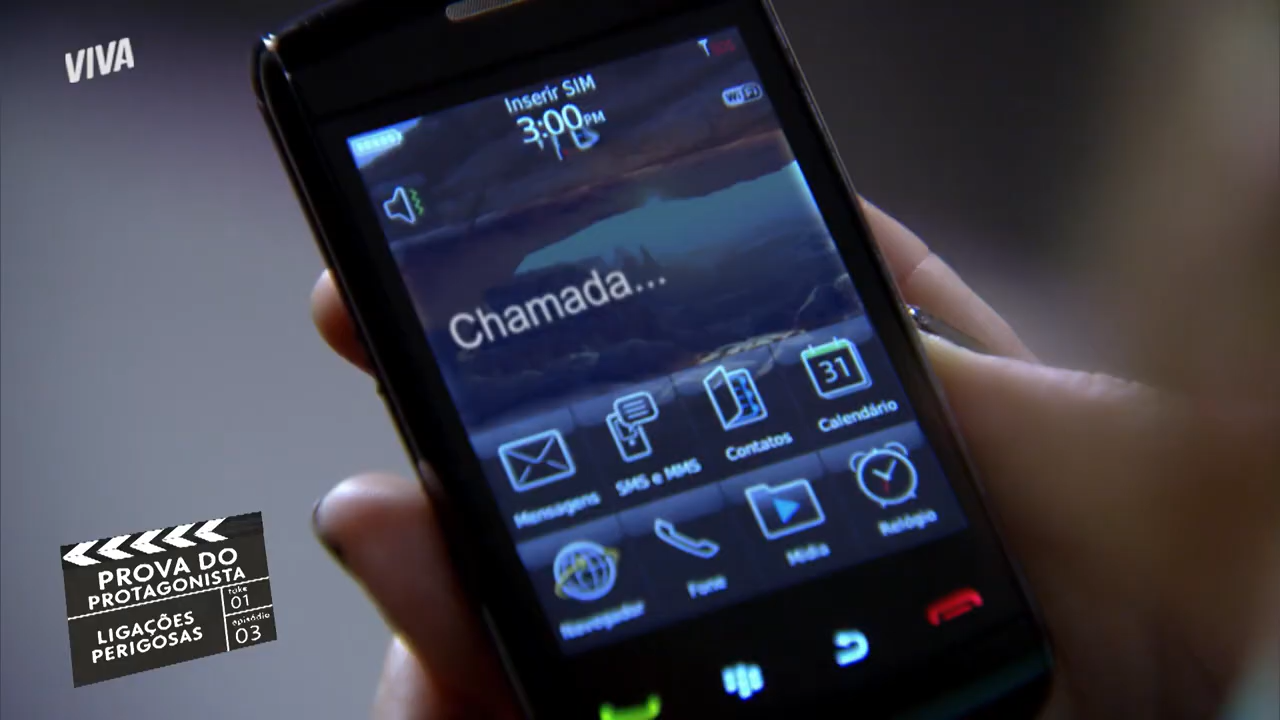 VIVA
Inserir SIM
3:00PM
WiFi
Chamada...
31
Mensagens
SMS e MMS
Contatos
Calendário
Navegador
Fone
Mídia
Relógio
PROVA DO
PROTAGONISTA
LIGAÇÕES
PERIGOSAS
take
01
episódio
03